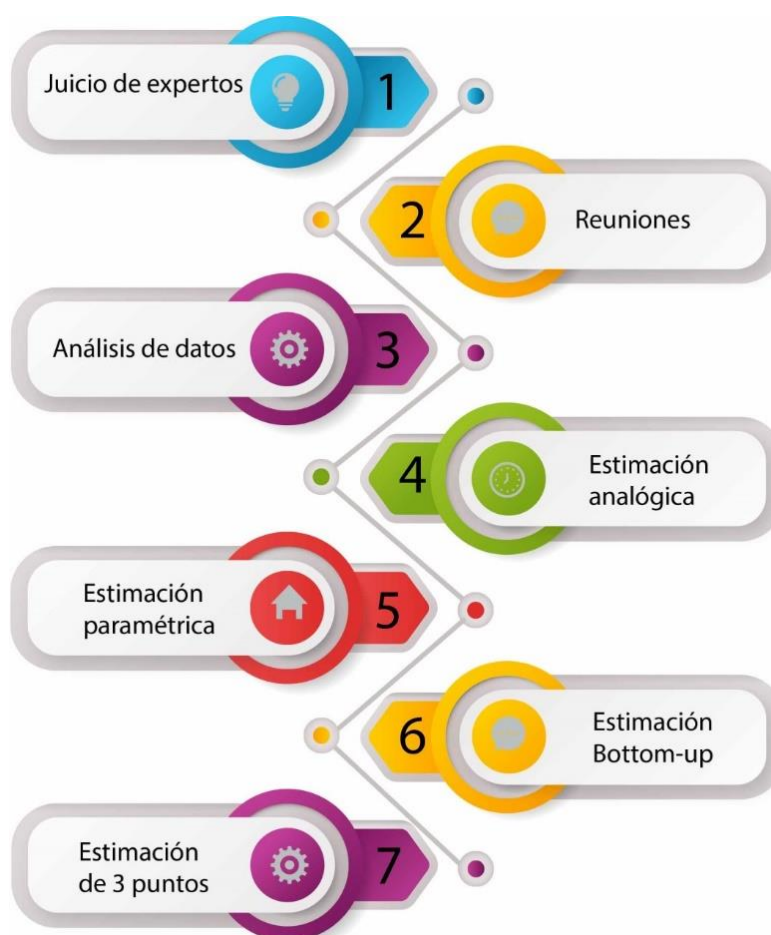 Juicio de expertos
1
2
Reuniones
Análisis de datos
3
4
Estimación
analógica
Estimación
paramétrica
5
6
Estimación
Bottom-up
Estimación
de 3 puntos
7